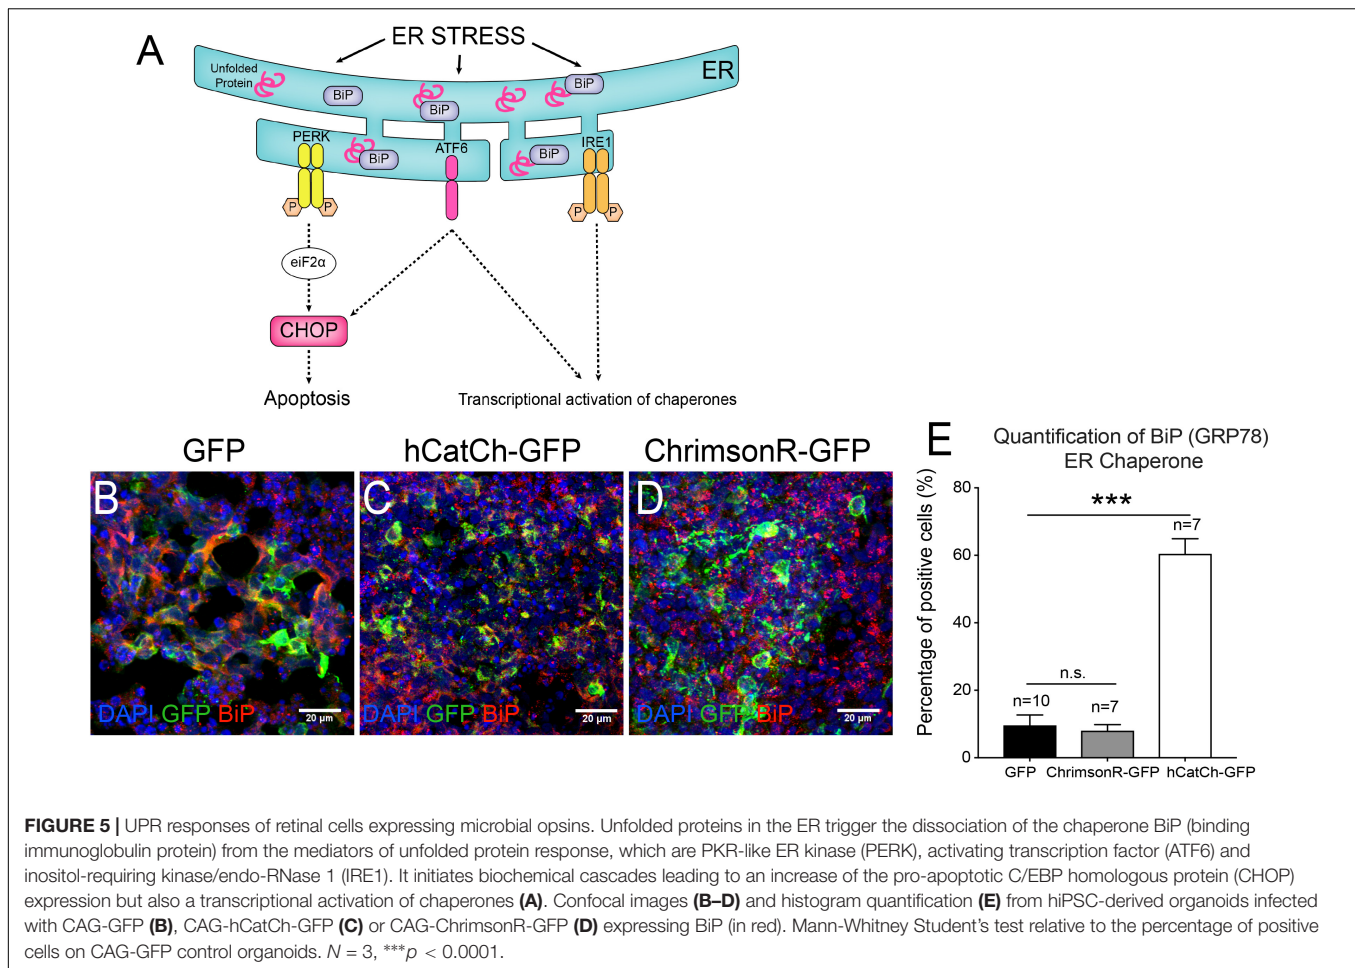 A
ER STRESS
Unfolded
Protein
ER
BiP
BiP
BiP
PERK
BiP
ATF6
BiP
IRE1
P
P
P
P
eiF2α
CHOP
Apoptosis
Transcriptional activation of chaperones
GFP
hCatCh-GFP
ChrimsonR-GFP
B
DAPI GFP BiP
20 µm
C
DAPI GFP BiP
20 µm
D
DAPI GFP BiP
20 µm
E
Quantification of BiP (GRP78)
ER Chaperone
Percentage of positive cells (%)
80
60
40
20
0
***
n=7
n.s.
n=10
n=7
GFP
ChrimsonR-GFP
hCatCh-GFP
FIGURE 5 | UPR responses of retinal cells expressing microbial opsins. Unfolded proteins in the ER trigger the dissociation of the chaperone BiP (binding
immunoglobulin protein) from the mediators of unfolded protein response, which are PKR-like ER kinase (PERK), activating transcription factor (ATF6) and
inositol-requiring kinase/endo-RNase 1 (IRE1). It initiates biochemical cascades leading to an increase of the pro-apoptotic C/EBP homologous protein (CHOP)
expression but also a transcriptional activation of chaperones (A). Confocal images (B–D) and histogram quantification (E) from hiPSC-derived organoids infected
with CAG-GFP (B), CAG-hCatCh-GFP (C) or CAG-ChrimsonR-GFP (D) expressing BiP (in red). Mann-Whitney Student's test relative to the percentage of positive
cells on CAG-GFP control organoids. N = 3, ***p < 0.0001.